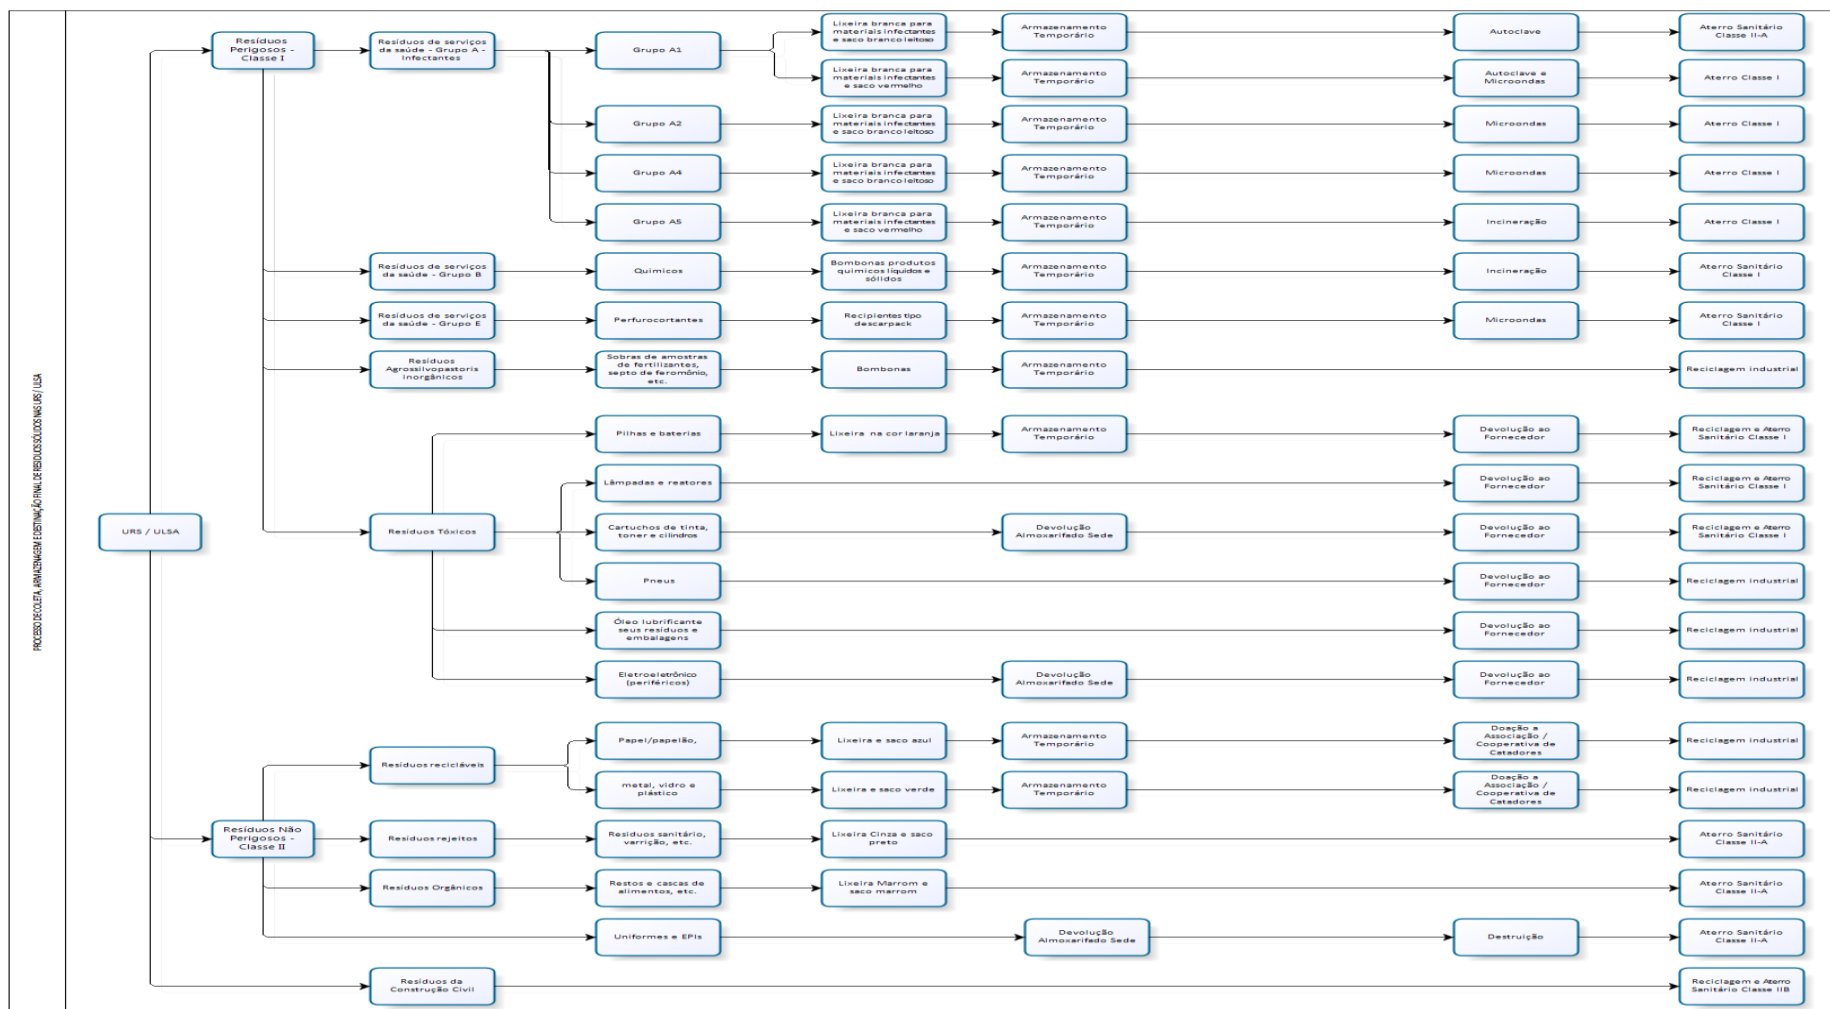 PROCESSO DE COLETA, ARMAZENAGEM E DESTINAÇÃO FINAL DE RESÍDUOS SÓLIDOS NAS URS / ULSA
URS / ULSA
Resíduos
Perigosos -
Classe I
Resíduos de serviços
da saúde - Grupo A -
Infectantes
Grupo A1
Lixeira branca para
materiais infectantes
e saco branco leitoso
Armazenamento
Temporário
Autoclave
Aterro Sanitário
Classe II-A
Lixeira branca para
materiais infectantes
e saco vermelho
Armazenamento
Temporário
Autoclave e
Microondas
Aterro Classe I
Grupo A2
Lixeira branca para
materiais infectantes
e saco branco leitoso
Armazenamento
Temporário
Microondas
Aterro Classe I
Grupo A4
Lixeira branca para
materiais infectantes
e saco branco leitoso
Armazenamento
Temporário
Microondas
Aterro Classe I
Grupo A5
Lixeira branca para
materiais infectantes
e saco vermelho
Armazenamento
Temporário
Incineração
Aterro Classe I
Resíduos de serviços
da saúde - Grupo B
Quimicos
Bombonas produtos
quimicos líquidos e
sólidos
Armazenamento
Temporário
Incineração
Aterro Sanitário
Classe I
Resíduos de serviços
da saúde - Grupo E
Perfurocortantes
Recipientes tipo
descarpack
Armazenamento
Temporário
Microondas
Aterro Sanitário
Classe I
Resíduos
Agrossilvopastoris
inorgânicos
Sobras de amostras
de fertilizantes,
septo de feromônio,
etc.
Bombonas
Armazenamento
Temporário
Reciclagem industrial
Pilhas e baterias
Lixeira na cor laranja
Armazenamento
Temporário
Devolução ao
Fornecedor
Reciclagem e Aterro
Sanitário Classe I
Lâmpadas e reatores
Devolução ao
Fornecedor
Reciclagem e Aterro
Sanitário Classe I
Resíduos Tóxicos
Cartuchos de tinta,
toner e cilindros
Devolução
Almoxarifado Sede
Devolução ao
Fornecedor
Reciclagem e Aterro
Sanitário Classe I
Pneus
Devolução ao
Fornecedor
Reciclagem industrial
Óleo lubrificante
seus resíduos e
embalagens
Devolução ao
Fornecedor
Reciclagem industrial
Eletroeletrônico
(periféricos)
Devolução
Almoxarifado Sede
Devolução ao
Fornecedor
Reciclagem industrial
Resíduos recicláveis
Papel/papelão,
Lixeira e saco azul
Armazenamento
Temporário
Doação a
Associação /
Cooperativa de
Catadores
Reciclagem industrial
metal, vidro e
plástico
Lixeira e saco verde
Armazenamento
Temporário
Doação a
Associação /
Cooperativa de
Catadores
Reciclagem industrial
Resíduos Não
Perigosos -
Classe II
Resíduos rejeitos
Resíduos sanitário,
varrição, etc.
Lixeira Cinza e saco
preto
Aterro Sanitário
Classe II-A
Resíduos Orgânicos
Restos e cascas de
alimentos, etc.
Lixeira Marrom e
saco marrom
Aterro Sanitário
Classe II-A
Uniformes e EPIs
Devolução
Almoxarifado Sede
Destruição
Aterro Sanitário
Classe II-A
Resíduos da
Construção Civil
Reciclagem e Aterro
Sanitário Classe IIB